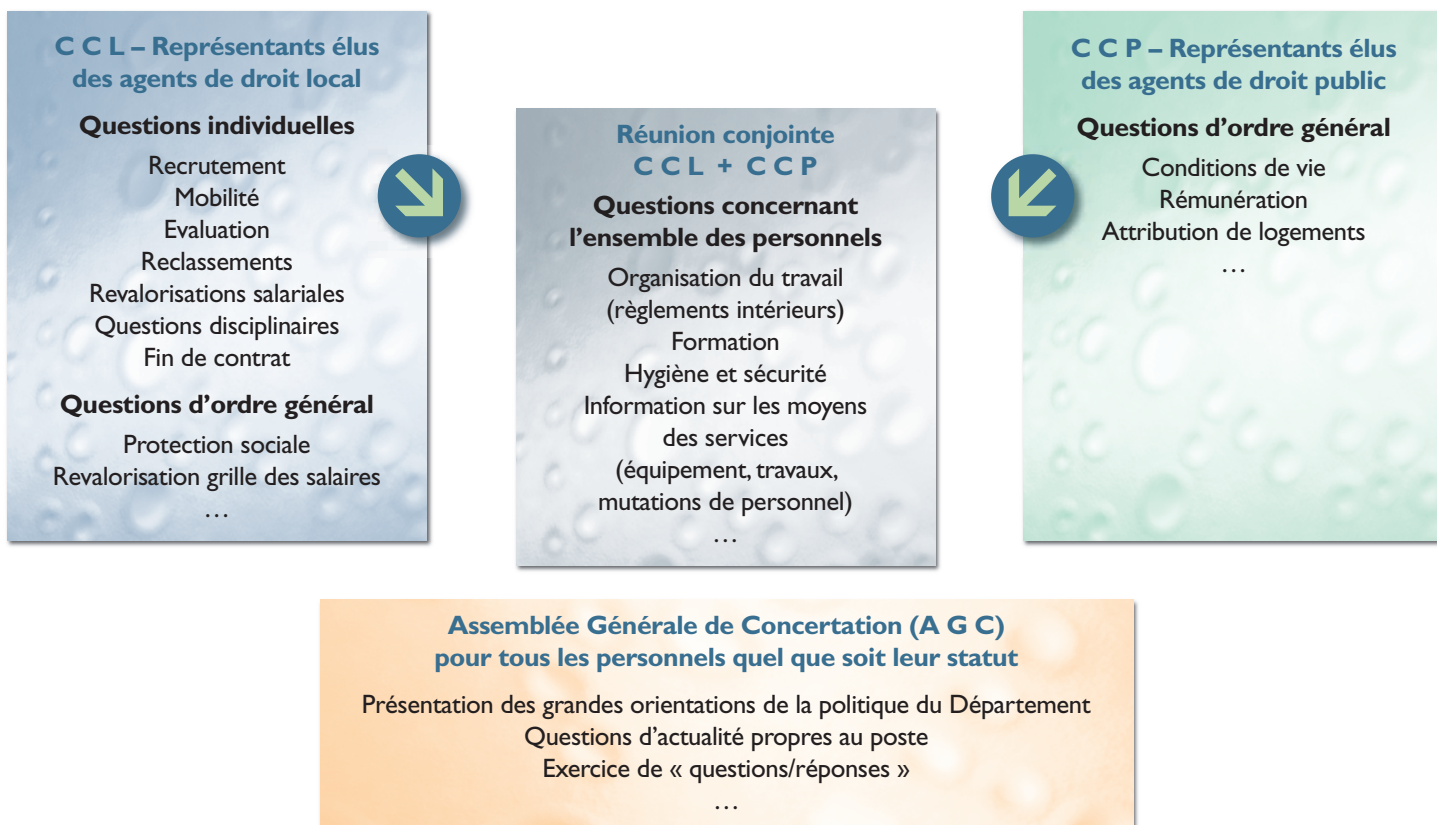 C C L – Représentants élus
des agents de droit local
Questions individuelles
Recrutement
Mobilité
Evaluation
Reclassements
Revalorisations salariales
Questions disciplinaires
Fin de contrat
Questions d’ordre général
Protection sociale
Revalorisation grille des salaires
…
Réunion conjointe
C C L + C C P
Questions concernant
l’ensemble des personnels
Organisation du travail
(règlements intérieurs)
Formation
Hygiène et sécurité
Information sur les moyens
des services
(équipement, travaux,
mutations de personnel)
…
C C P – Représentants élus
des agents de droit public
Questions d’ordre général
Conditions de vie
Rémunération
Attribution de logements
…
Assemblée Générale de Concertation (A G C)
pour tous les personnels quel que soit leur statut
Présentation des grandes orientations de la politique du Département
Questions d’actualité propres au poste
Exercice de « questions/réponses »
…